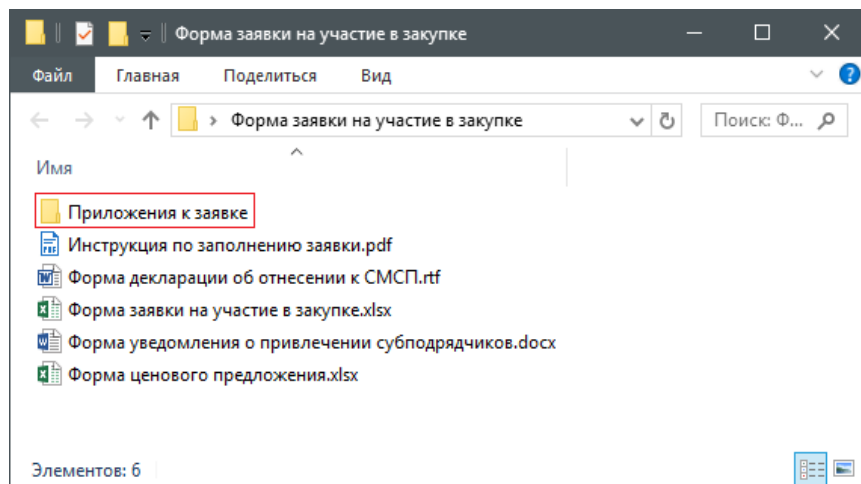 Форма заявки на участие в закупке
Файл Главная Поделиться Вид
Форма заявки на участие в закупке Поиск: Ф...
Имя
Приложения к заявке
Инструкция по заполнению заявки.pdf
Форма декларации об отнесении к СМСП.rtf
Форма заявки на участие в закупке.xlsx
Форма уведомления о привлечении субподрядчиков.docx
Форма ценового предложения.xlsx
Элементов: 6